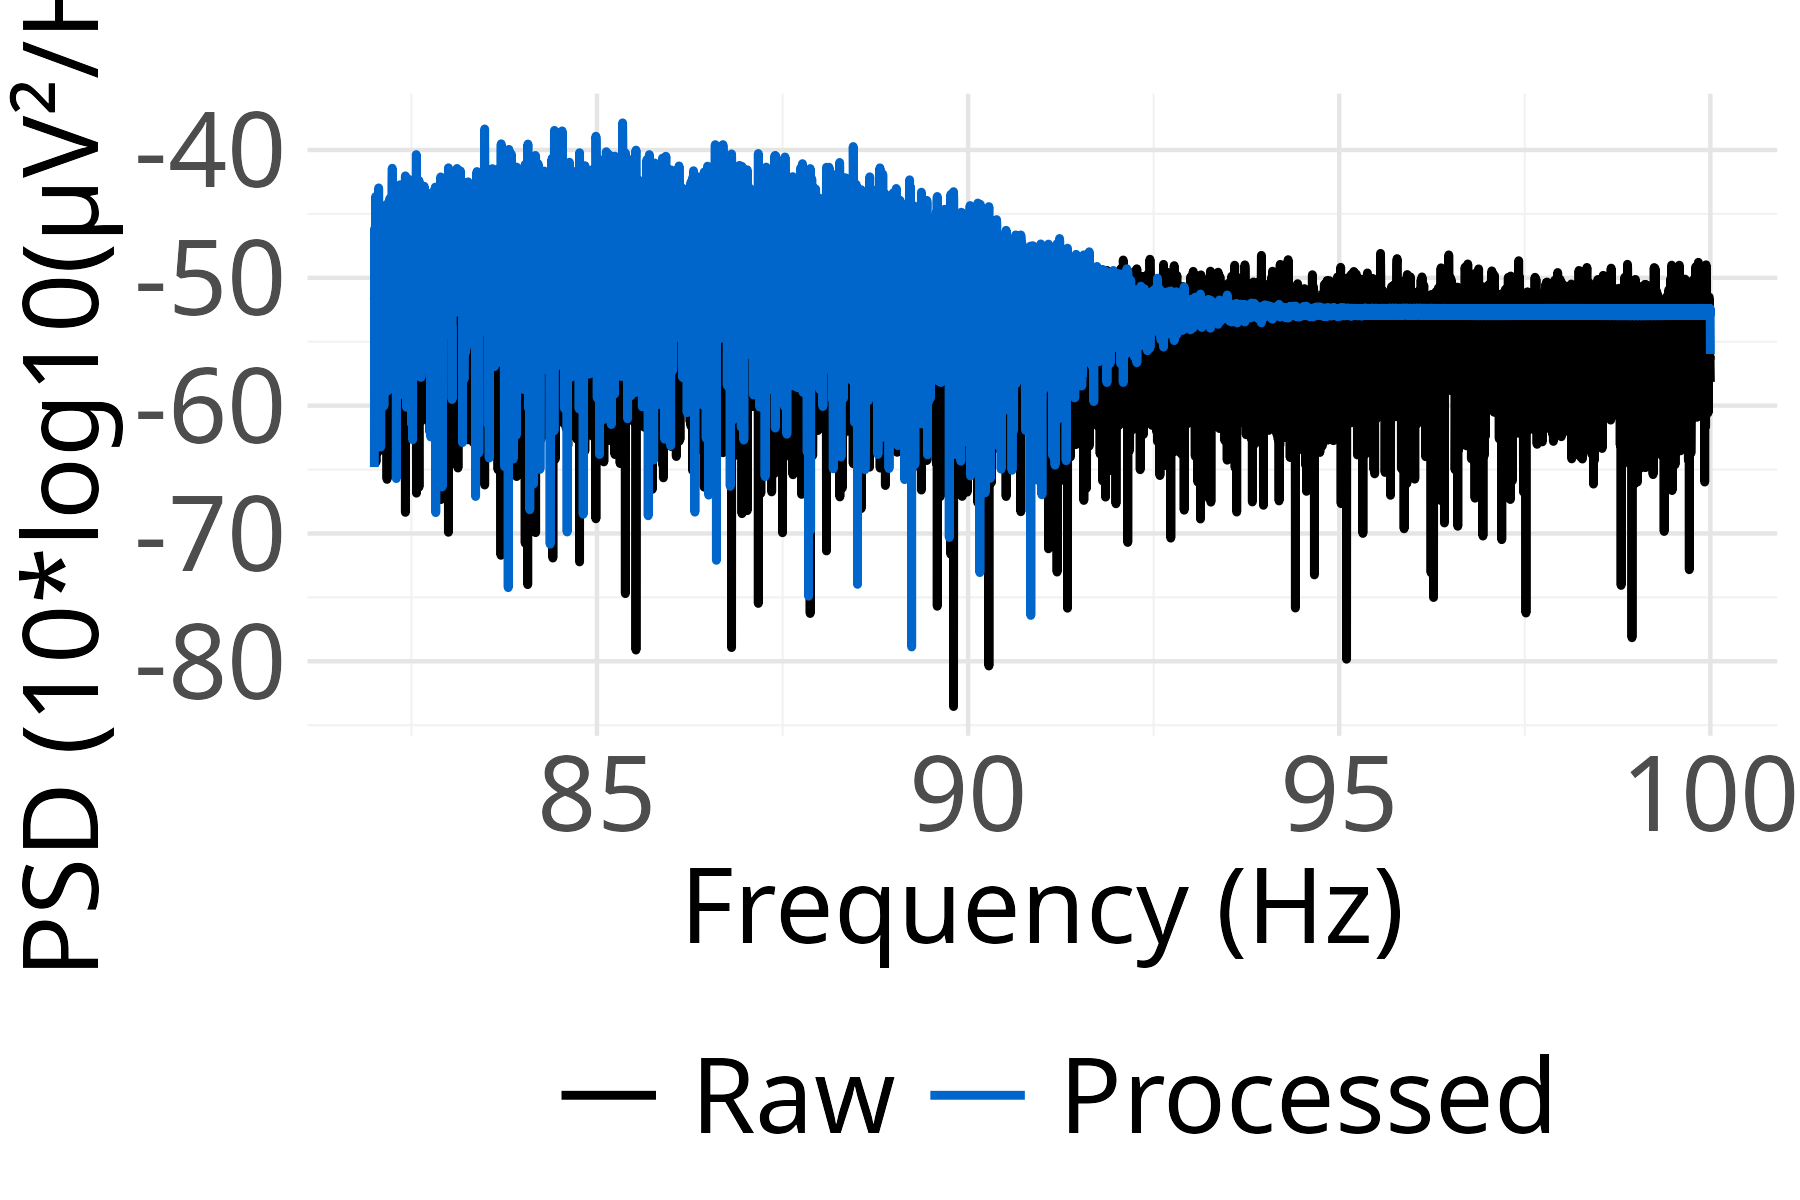 PSD (10*log10(µV²/H
-40
-50
-60
-70
-80
85 90 95 100
Frequency (Hz)
Raw Processed